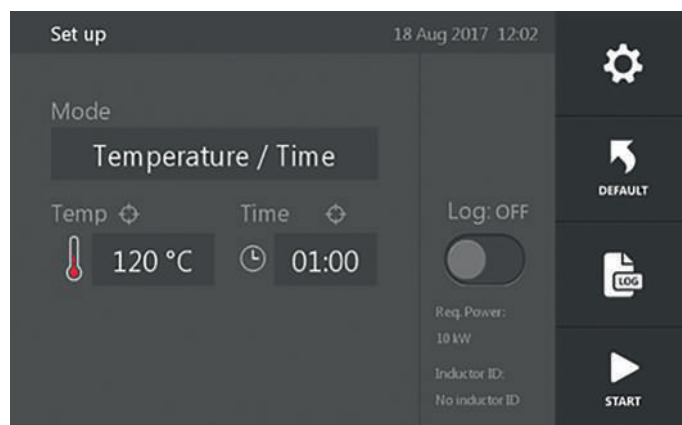 Set up
18 Aug 2017 12:02
Mode
Temperature / Time
Temp
Time
120 °C
01:00
Log: OFF
Req. Power:
10 kW
Inductor ID:
No inductor ID
DEFAULT
LOG
START